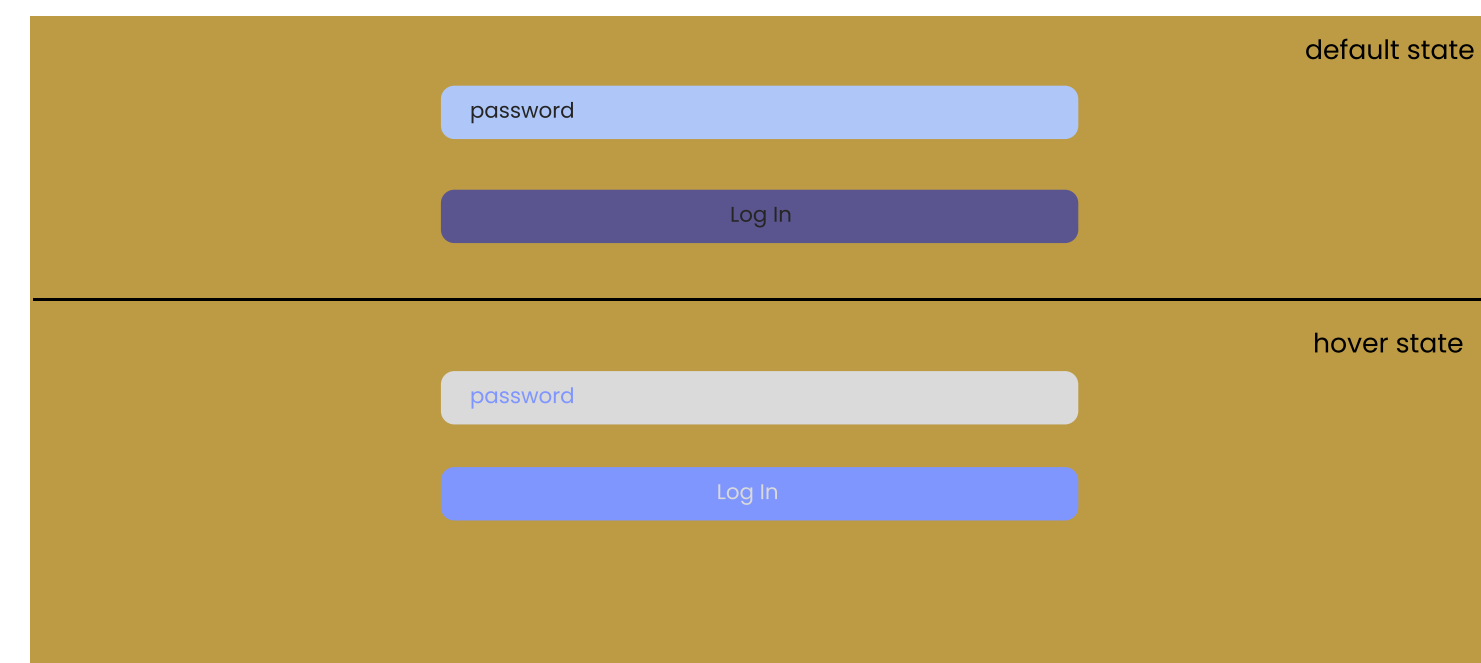 default state
password
Log In
hover state
password
Log In